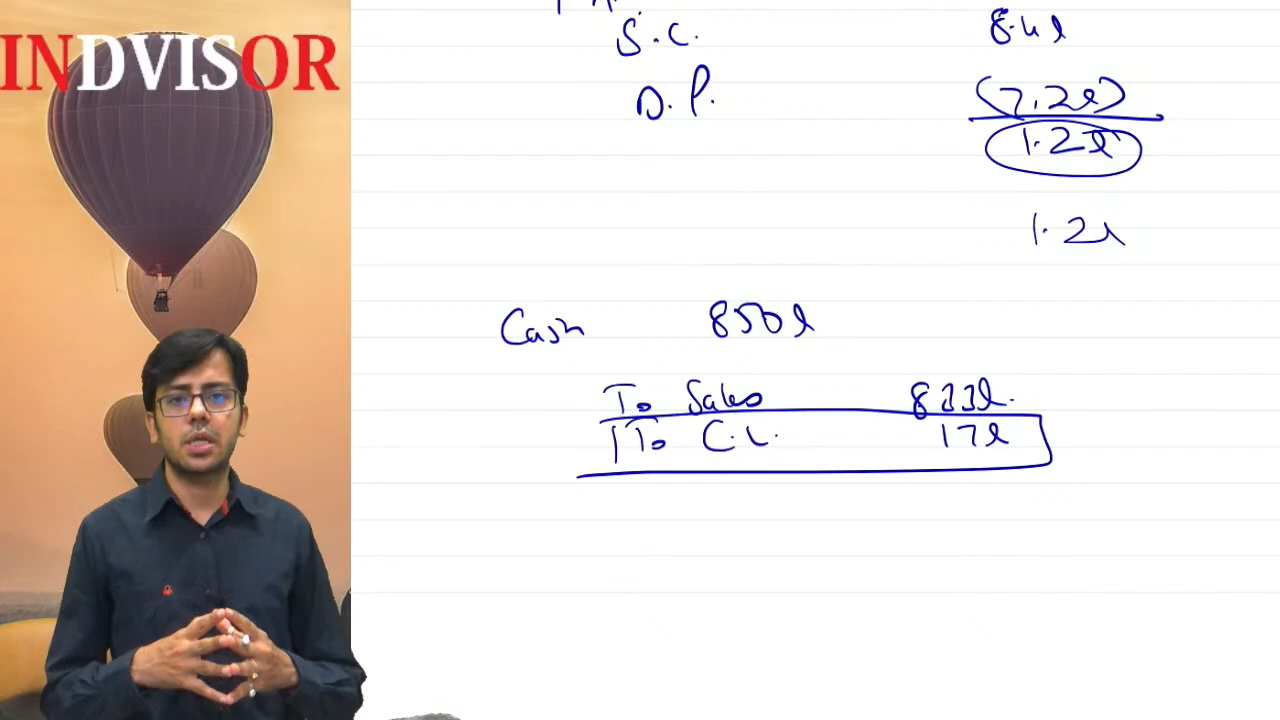 INDVISOR
S.C. 8.4l
D.P. (7.2l)
1.2l
1.2l
Cash 850l
To Sales 833l.
To C.L. 17l